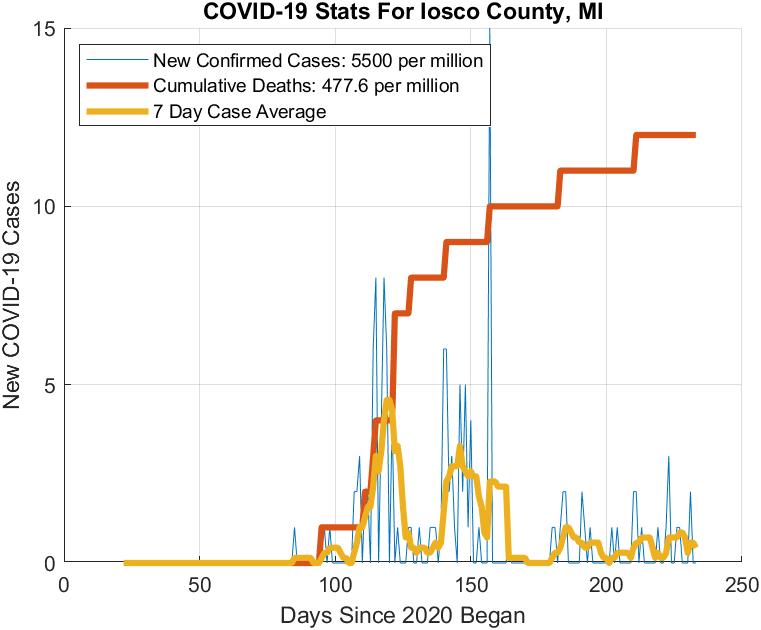 COVID-19 Stats For Iosco County, MI
New Confirmed Cases: 5500 per million
Cumulative Deaths: 477.6 per million
7 Day Case Average
New COVID-19 Cases
15
10
5
0
0 50 100 150 200 250
Days Since 2020 Began